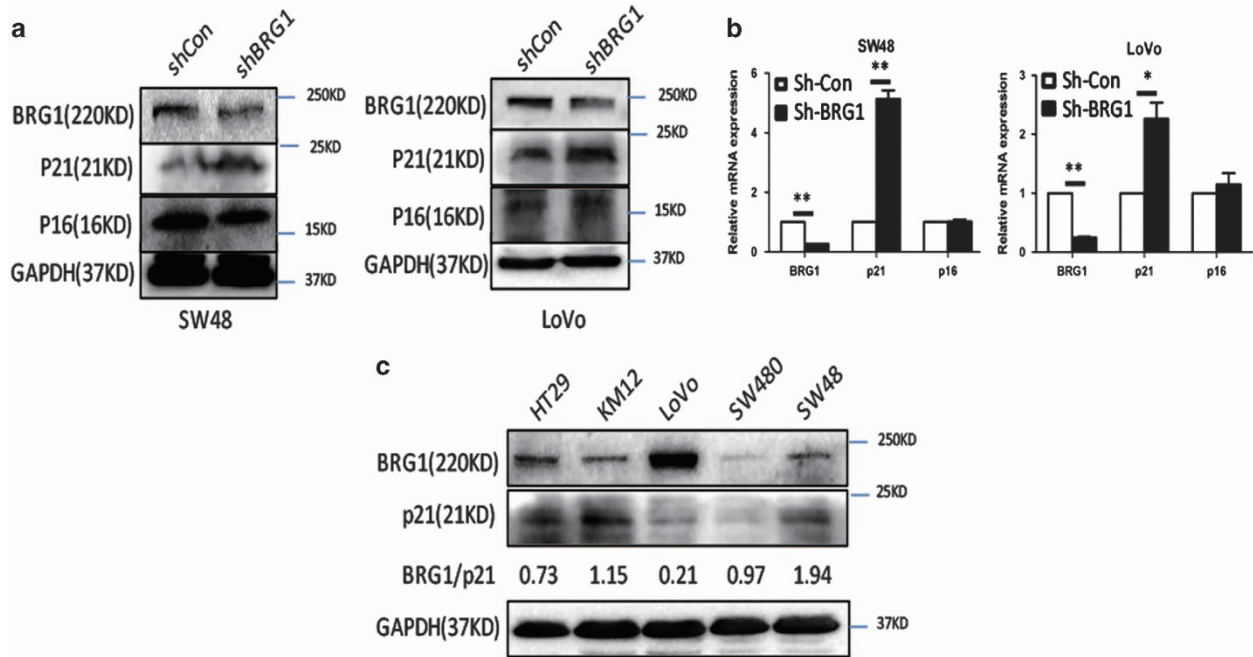 a
shCon
shBRG1
BRG1(220KD)
250KD
25KD
P21(21KD)
P16(16KD)
15KD
GAPDH(37KD)
37KD
SW48
shCon
shBRG1
BRG1(220KD)
250KD
25KD
P21(21KD)
P16(16KD)
15KD
GAPDH(37KD)
37KD
LoVo
b
SW48
Relative mRNA expression
6
4
2
0
Sh-Con
Sh-BRG1
**
**
BRG1
p21
p16
LoVo
Relative mRNA expression
3
2
1
0
Sh-Con
Sh-BRG1
**
*
BRG1
p21
p16
c
HT29
KM12
LoVo
SW480
SW48
BRG1(220KD)
250KD
25KD
p21(21KD)
BRG1/p21 0.73 1.15 0.21 0.97 1.94
GAPDH(37KD)
37KD